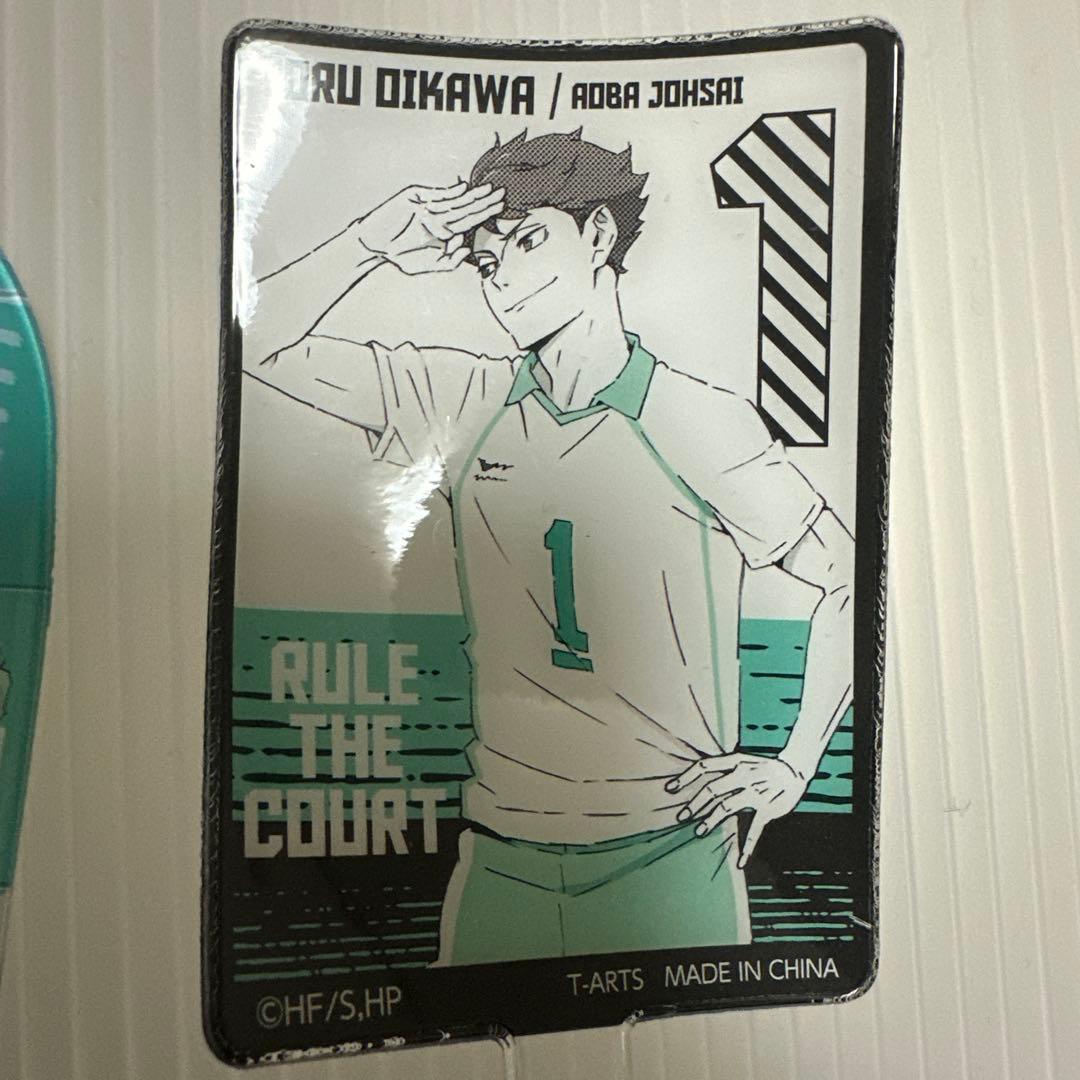 ORU OIKAWA / AOBA JOHSAI
1
1
RULE
THE
COURT
T-ARTS MADE IN CHINA
©HF/S,HP